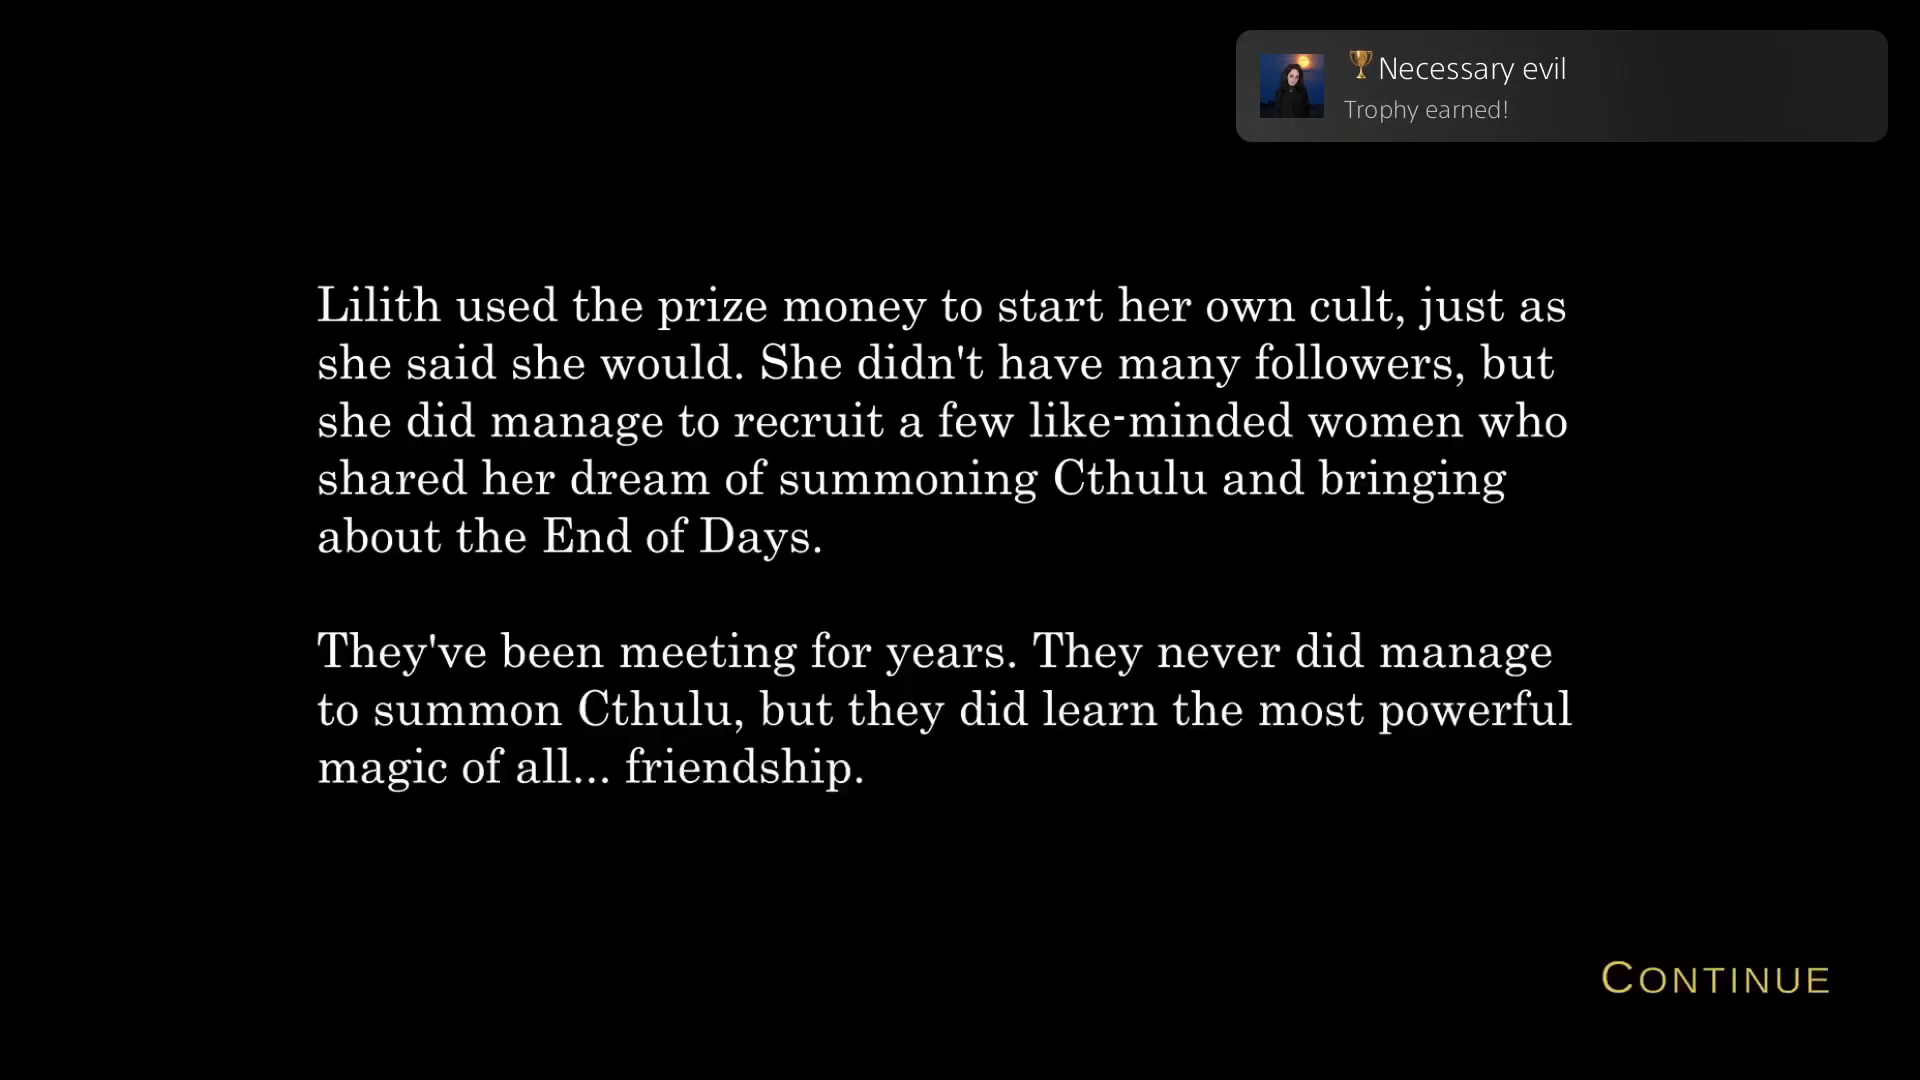 Necessary evil
Trophy earned!
Lilith used the prize money to start her own cult, just as
she said she would. She didn't have many followers, but
she did manage to recruit a few like-minded women who
shared her dream of summoning Cthulu and bringing
about the End of Days.
They've been meeting for years. They never did manage
to summon Cthulu, but they did learn the most powerful
magic of all... friendship.
CONTINUE